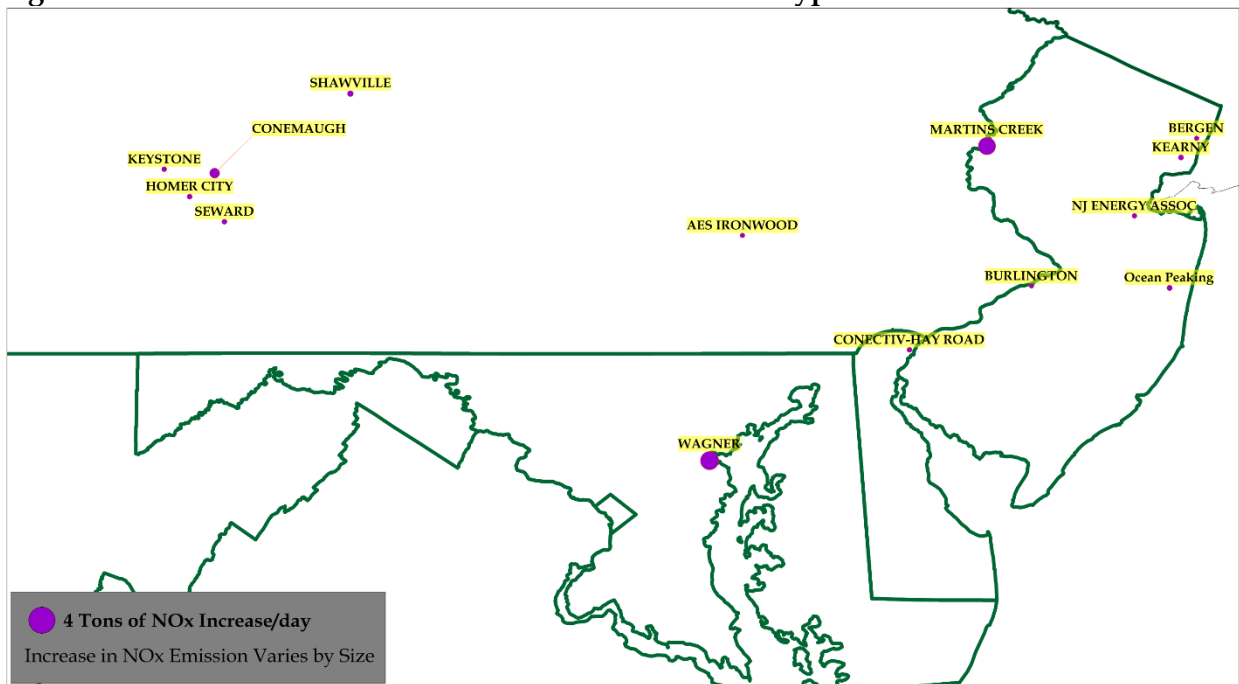 SHAWVILLE
CONEMAUGH
MARTINS CREEK
BERGEN
KEARNY
KEYSTONE
HOMER CITY
SEWARD
NJ ENERGY ASSOC
AES IRONWOOD
BURLINGTON
Ocean Peaking
CONECTIV-HAY ROAD
WAGNER
4 Tons of NOx Increase/day
Increase in NOx Emission Varies by Size